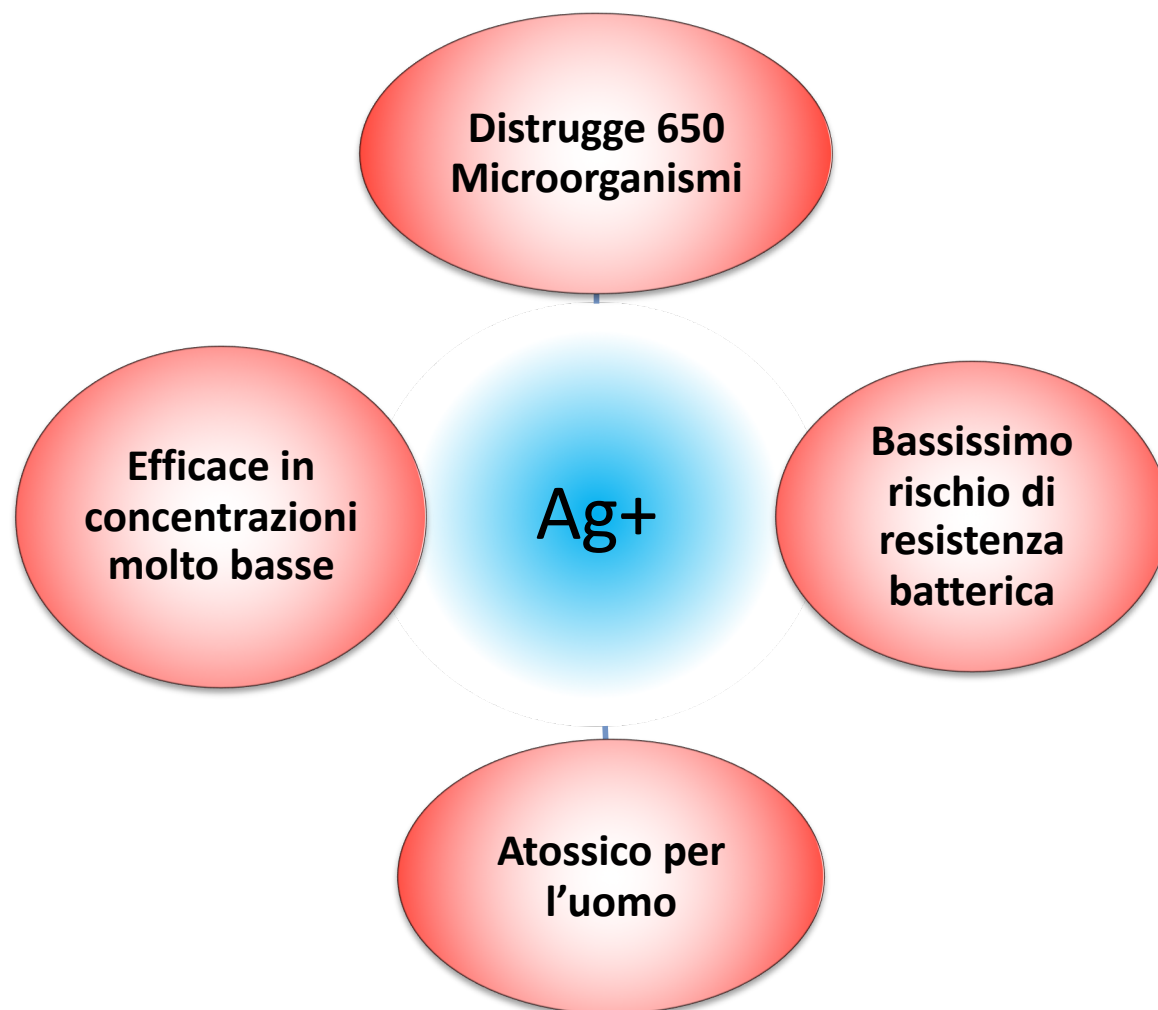 Distrugge 650
Microorganismi
Efficace in
concentrazioni
molto basse
Ag+
Bassissimo
rischio di
resistenza
batterica
Atossico per
l’uomo